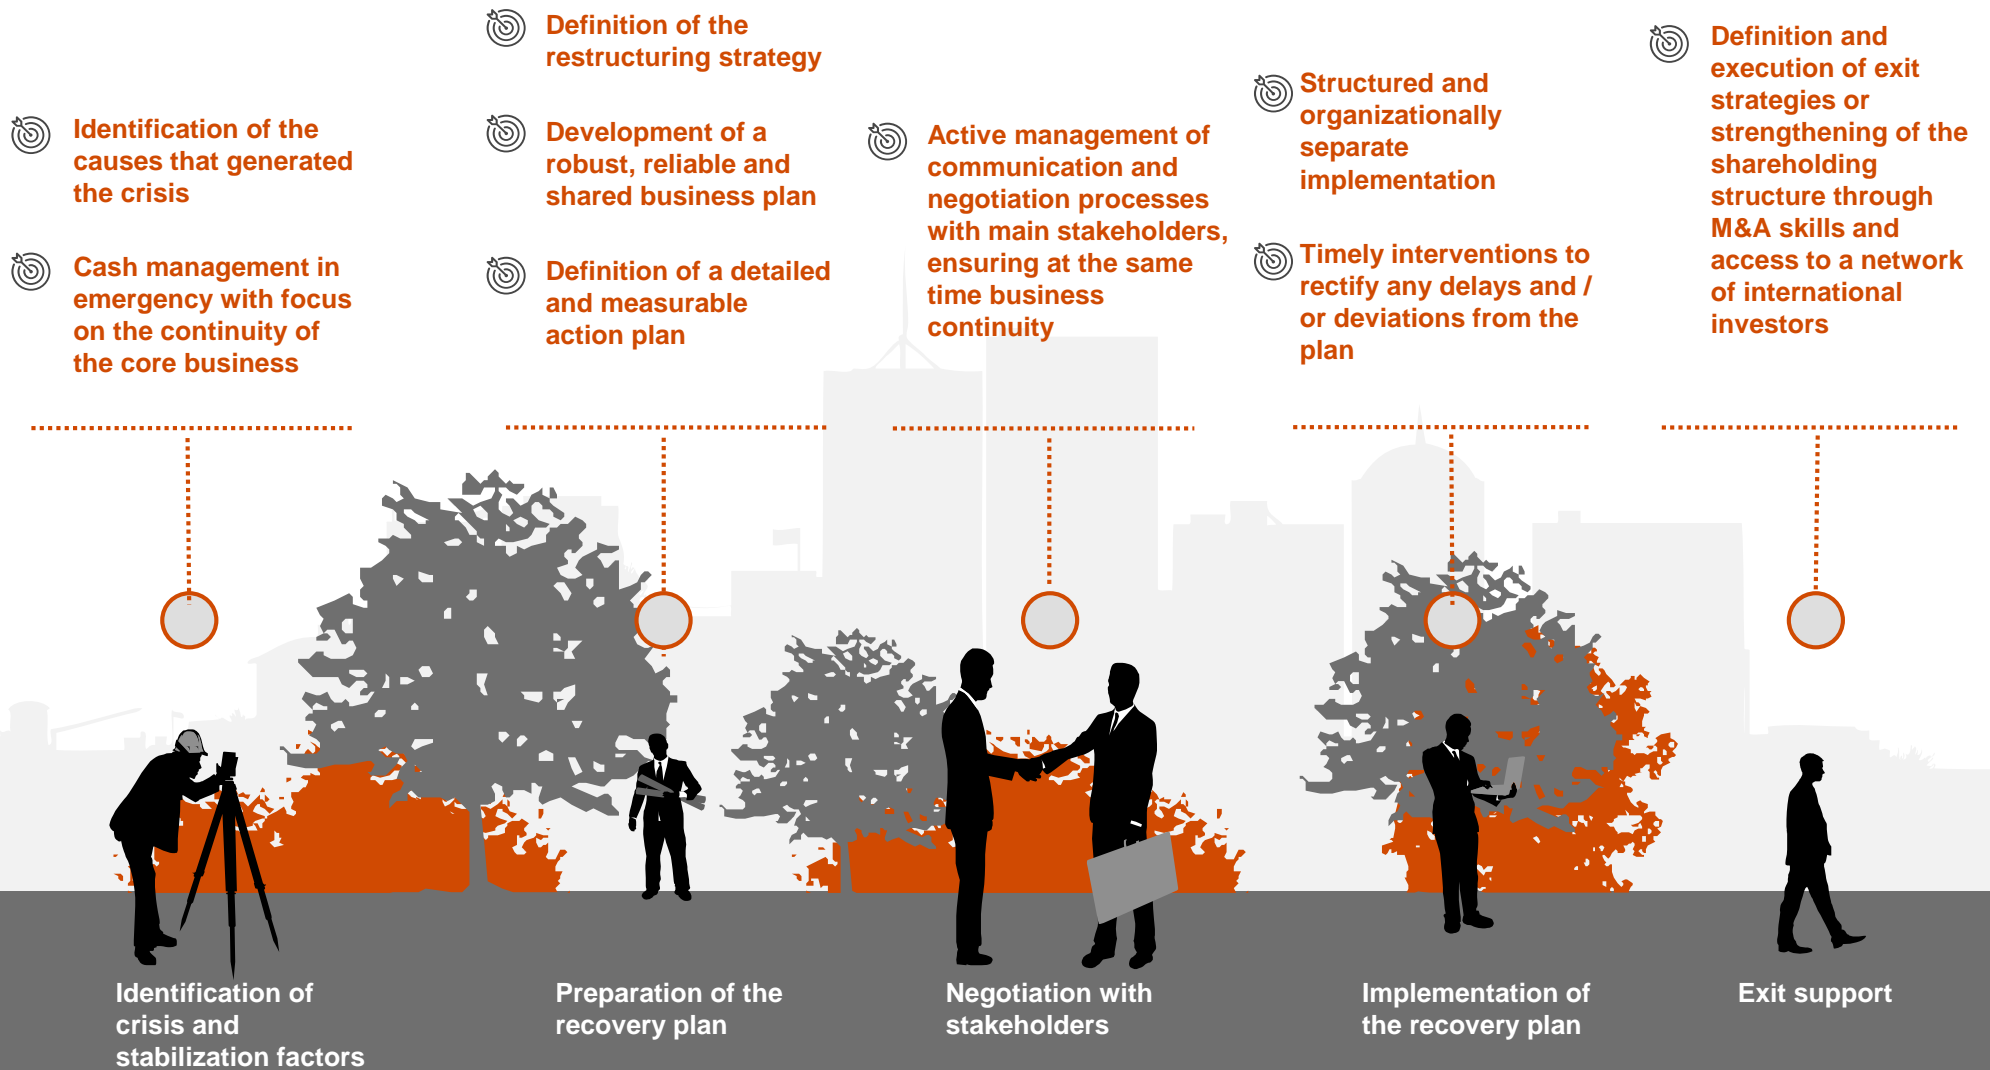 Identification of the
causes that generated
the crisis
Cash management in
emergency with focus
on the continuity of
the core business
Definition of the
restructuring strategy
Development of a
robust, reliable and
shared business plan
Definition of a detailed
and measurable
action plan
Active management of
communication and
negotiation processes
with main stakeholders,
ensuring at the same
time business
continuity
Structured and
organizationally
separate
implementation
Timely interventions to
rectify any delays and /
or deviations from the
plan
Definition and
execution of exit
strategies or
strengthening of the
shareholding
structure through
M&A skills and
access to a network
of international
investors
Identification of
crisis and
stabilization factors
Preparation of the
recovery plan
Negotiation with
stakeholders
Implementation of
the recovery plan
Exit support